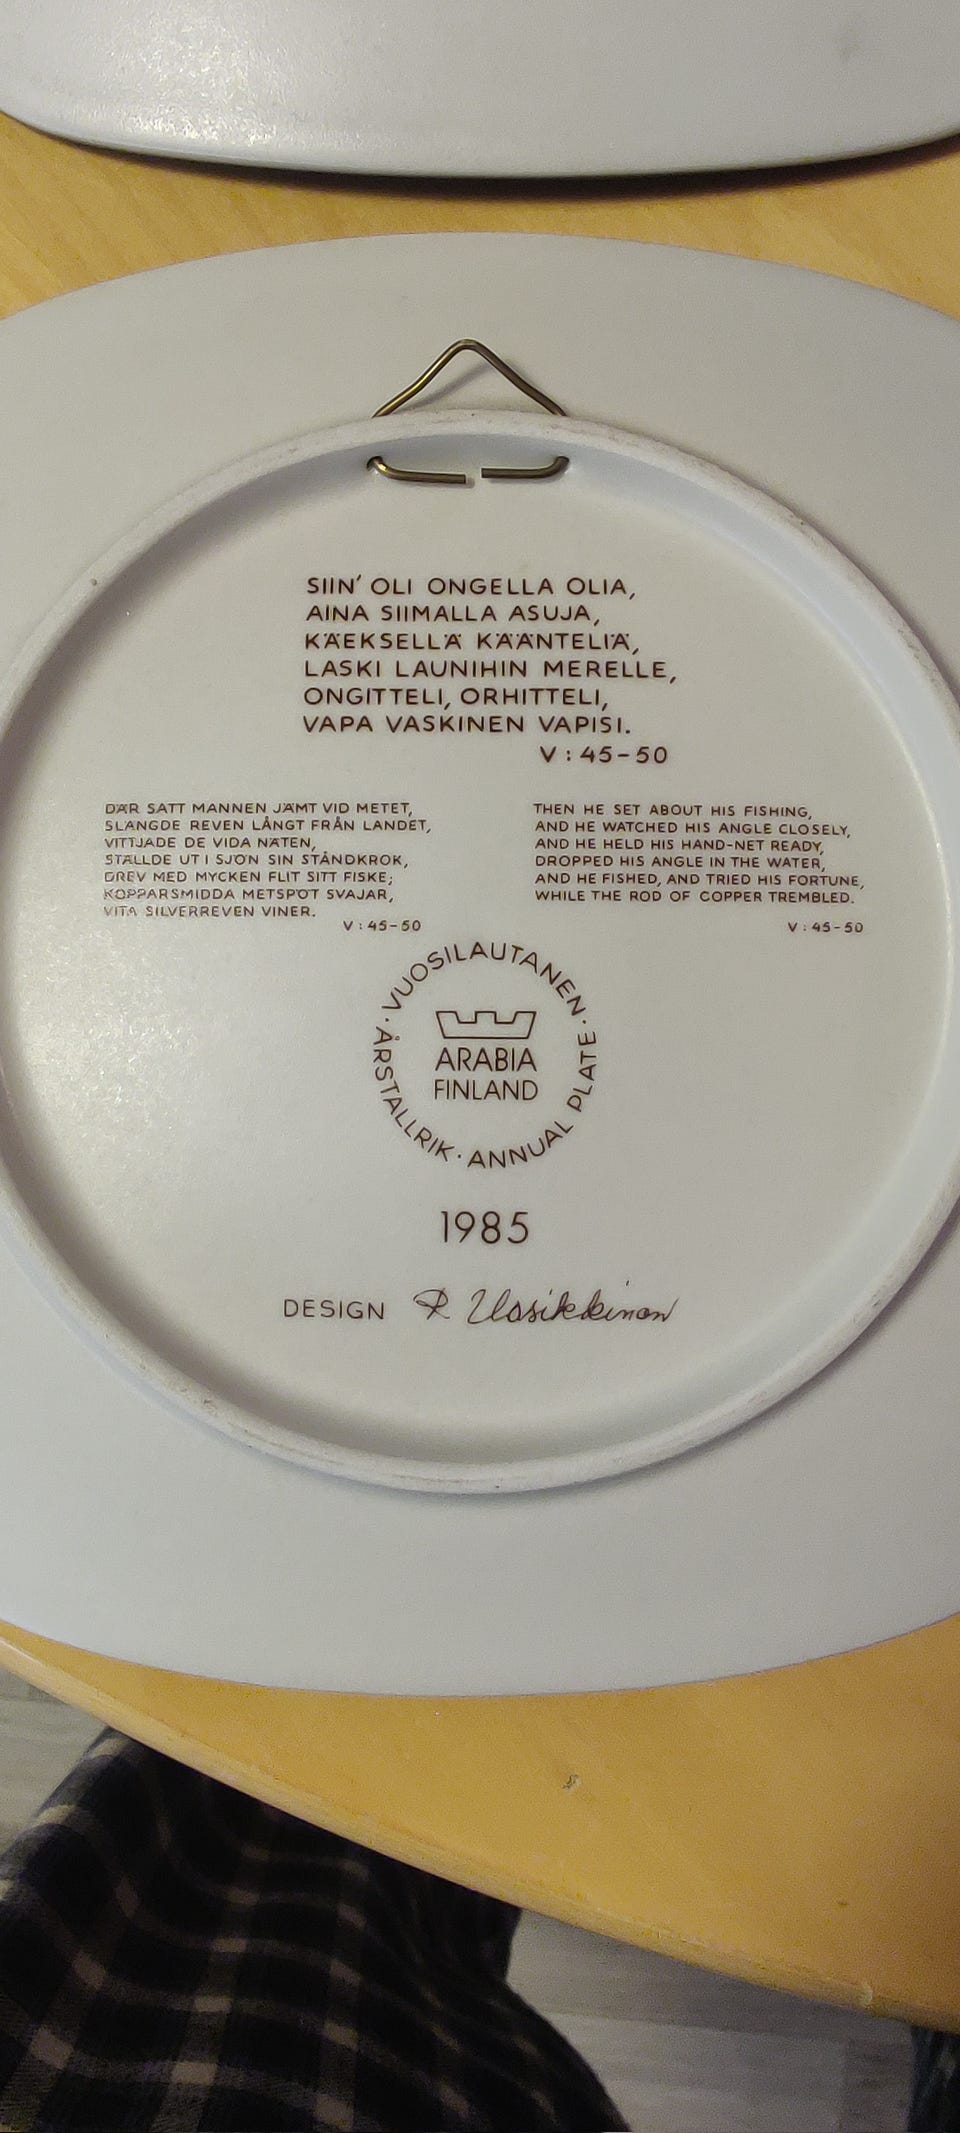 SIIN' OLI ONGELLA OLIA,
AINA SIIMALLA ASUJA,
KÄEKSELLÄ KÄÄNTELIÄ,
LASKI LAUNIHIN MERELLE,
ONGITTELI, ORHITTELI,
VAPA VASKINEN VAPISI.
V : 45-50
DÄR SATT MANNEN JÄMT VID METET,
SLÄNGDE REVEN LÅNGT FRÅN LANDET,
VITTJADE DE VIDA NÄTEN,
STÄLLDE UT I SJÖN SIN STÅNDKROK,
DREV MED MYCKEN FLIT SITT FISKE;
KOPPARSMIDDA METSPÖT SVAJAR,
VITA SILVERREVEN VINER.
V : 45-50
THEN HE SET ABOUT HIS FISHING,
AND HE WATCHED HIS ANGLE CLOSELY,
AND HE HELD HIS HAND-NET READY,
DROPPED HIS ANGLE IN THE WATER,
AND HE FISHED, AND TRIED HIS FORTUNE,
WHILE THE ROD OF COPPER TREMBLED.
V : 45-50
· VUOSILAUTANEN · ANNUAL PLATE · ÅRSTALLRIK
ARABIA
FINLAND
1985
DESIGN R Uosikkinen